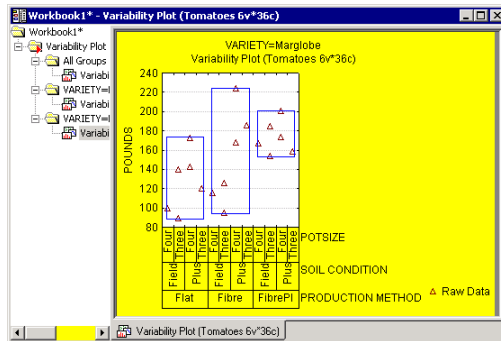 Workbook1* - Variability Plot (Tomatoes 6v*36c)
Workbook1*
Variability Plot
All Groups
Variabi
VARIETY=I
Variabi
VARIETY=I
Variabi
VARIETY=Marglobe
Variability Plot (Tomatoes 6v*36c)
240
220
200
180
160
140
120
100
80
POUNDS
Four Three Four Three Four Three Four Three Four Three Four Three
POTSIZE
Field Plus Field Plus Field Plus
SOIL CONDITION
Flat Fibre FibrePl
PRODUCTION METHOD
Raw Data
Variability Plot (Tomatoes 6v*36c)